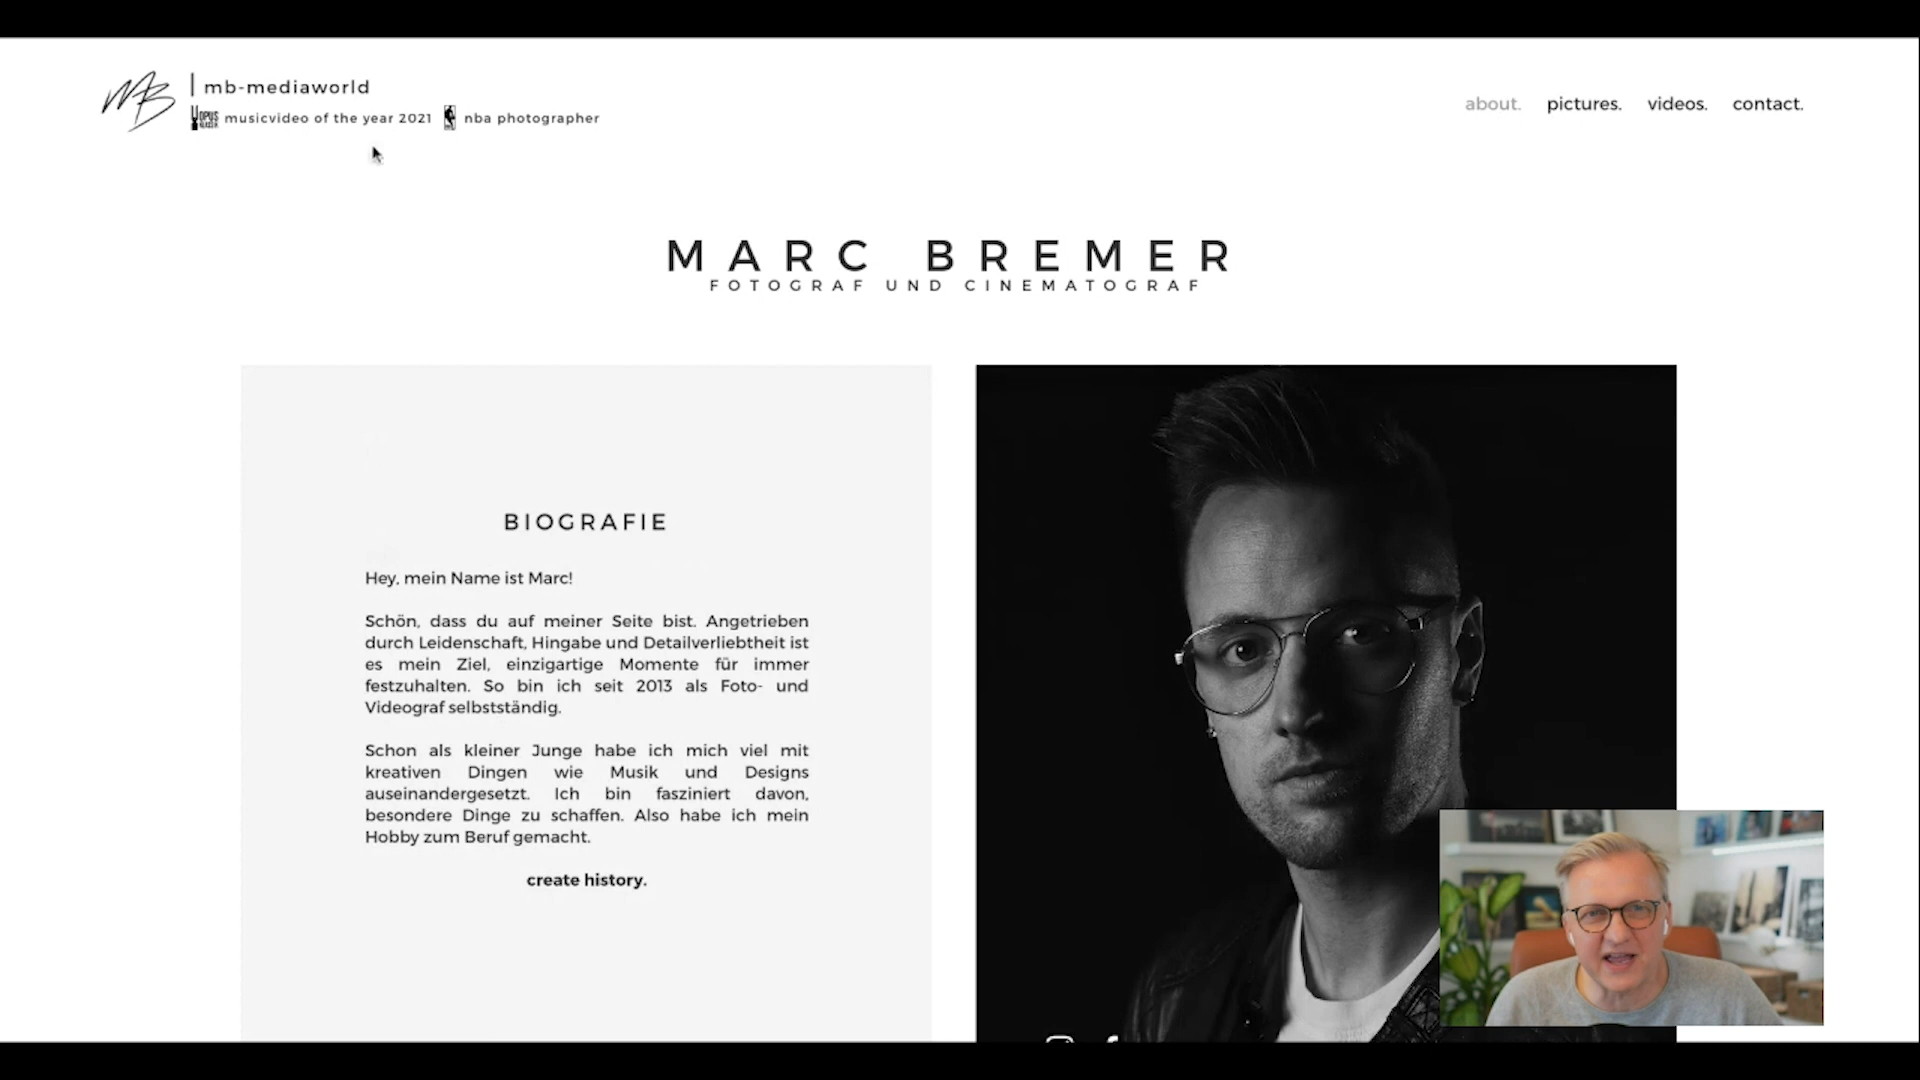 MB
mb-mediaworld
OPUS KLASSIK musicvideo of the year 2021 nba photographer
about. pictures. videos. contact.
MARC BREMER
FOTOGRAF UND CINEMATOGRAF
BIOGRAFIE
Hey, mein Name ist Marc!
Schön, dass du auf meiner Seite bist. Angetrieben
durch Leidenschaft, Hingabe und Detailverliebtheit ist
es mein Ziel, einzigartige Momente für immer
festzuhalten. So bin ich seit 2013 als Foto- und
Videograf selbstständig.
Schon als kleiner Junge habe ich mich viel mit
kreativen Dingen wie Musik und Designs
auseinandergesetzt. Ich bin fasziniert davon,
besondere Dinge zu schaffen. Also habe ich mein
Hobby zum Beruf gemacht.
create history.